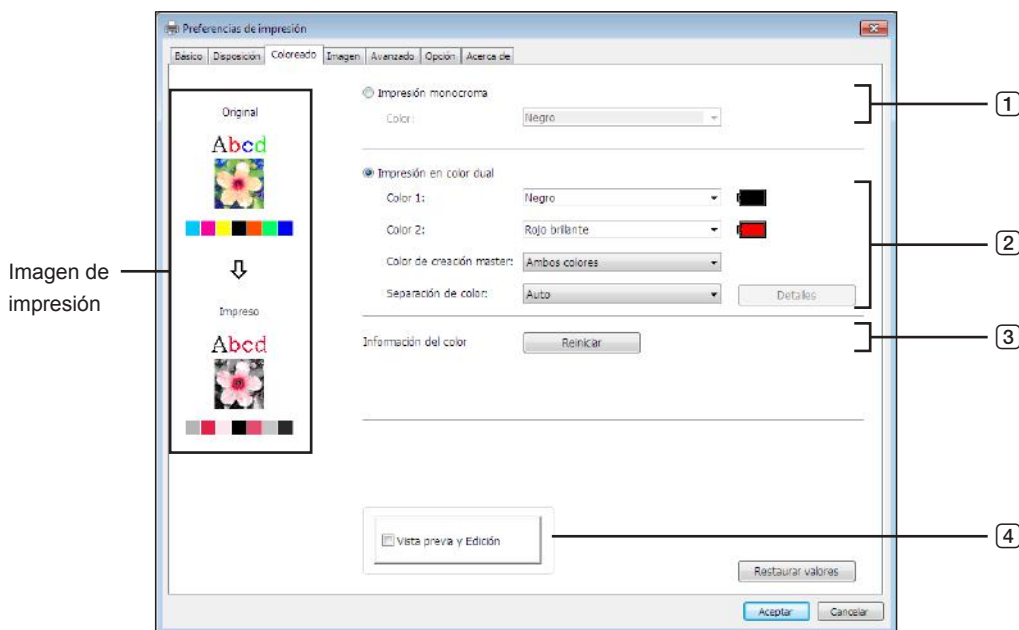 Preferencias de impresión
Básico Disposición Coloreado Imagen Avanzado Opción Acerca de
Original
Abcd
Impreso
Abcd
Imagen de
impresión
Impresión monocroma
Color: Negro
1
Impresión en color dual
Color 1: Negro
Color 2: Rojo brillante
Color de creación master: Ambos colores
Separación de color: Auto Detalles
2
Información del color Reiniciar
3
Vista previa y Edición
4
Restaurar valores
Aceptar Cancelar